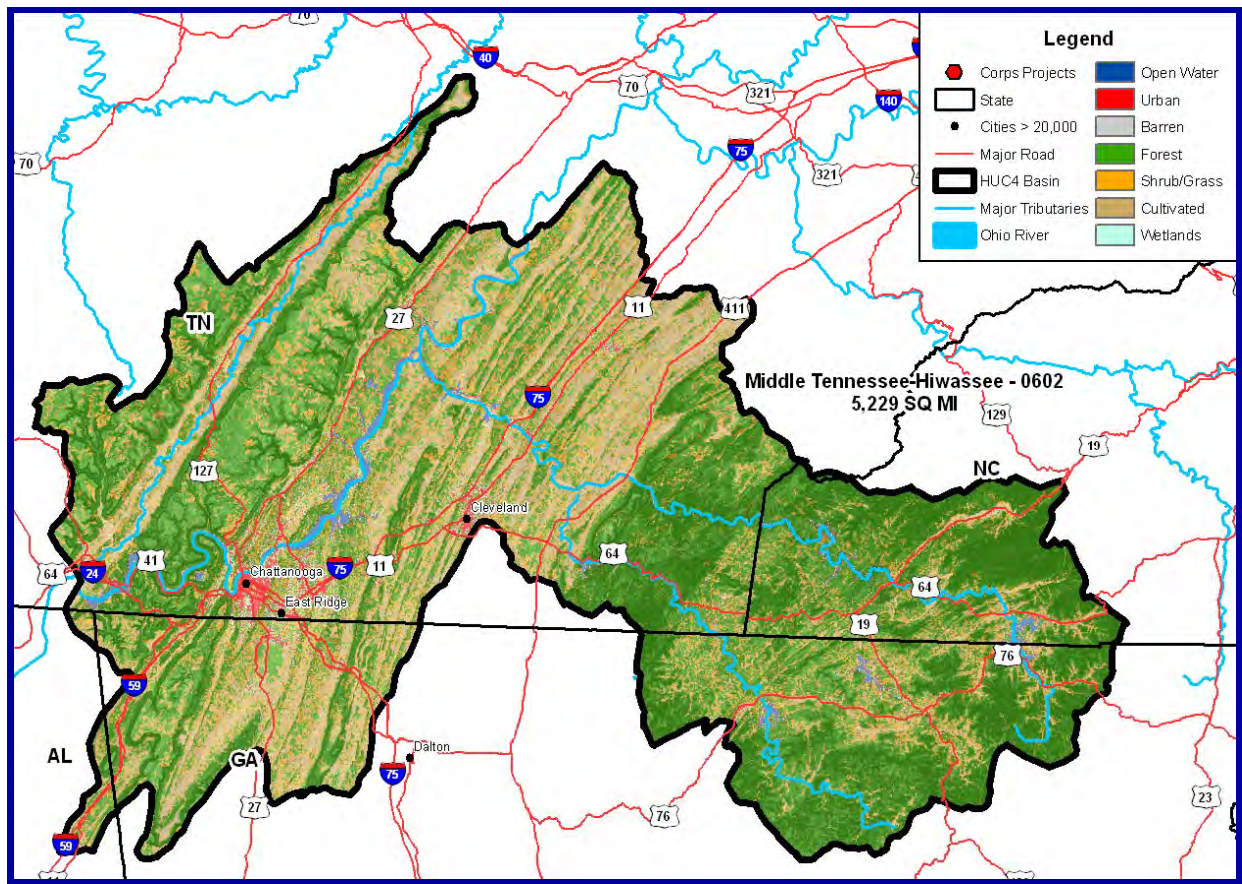 Legend
Corps Projects
State
Cities > 20,000
Major Road
HUC4 Basin
Major Tributaries
Ohio River
Open Water
Urban
Barren
Forest
Shrub/Grass
Cultivated
Wetlands
70
40
70
321
140
75
321
70
27
11
411
TN
Middle Tennessee-Hiwassee - 0602
5,229 SQ MI
129
19
NC
75
127
Cleveland
64
24
41
Chattanooga
75
11
64
64
East Ridge
19
76
59
AL
GA
Dalton
75
27
76
23
59